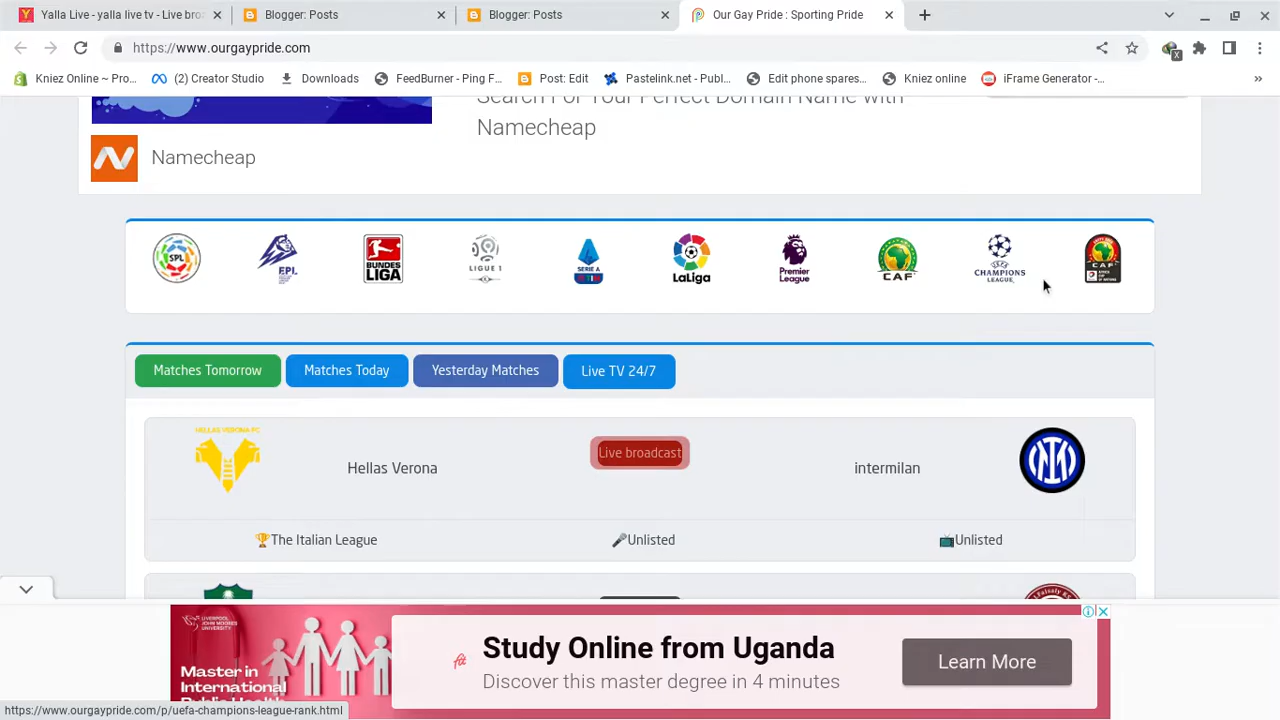 Yalla Live - yalla live tv - Live bro
Blogger: Posts
Blogger: Posts
Our Gay Pride : Sporting Pride
https://www.ourgaypride.com
Kniez Online ~ Pro...
(2) Creator Studio
Downloads
FeedBurner - Ping F...
Post: Edit
Pastelink.net - Publ...
Edit phone spares...
Kniez online
iFrame Generator -...
»
Search For Your Perfect Domain Name with
Namecheap
Namecheap
SPL
EPL
BUNDES
LIGA
LIGUE 1
SERIE A
LaLiga
Premier
League
CAF
UEFA
CHAMPIONS
LEAGUE
CAF
Matches Tomorrow
Matches Today
Yesterday Matches
Live TV 24/7
HELLAS VERONA FC
Hellas Verona
Live broadcast
intermilan
🏆The Italian League
🎤Unlisted
📺Unlisted
LIVERPOOL
JOHN MOORES
UNIVERSITY
Master in
International
Study Online from Uganda
Discover this master degree in 4 minutes
Learn More
https://www.ourgaypride.com/p/uefa-champions-league-rank.html